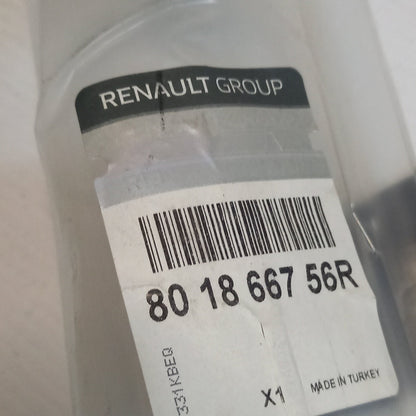 RENAULT GROUP
80 18 667 56R
331KBEQ
X1
MADE IN TURKEY